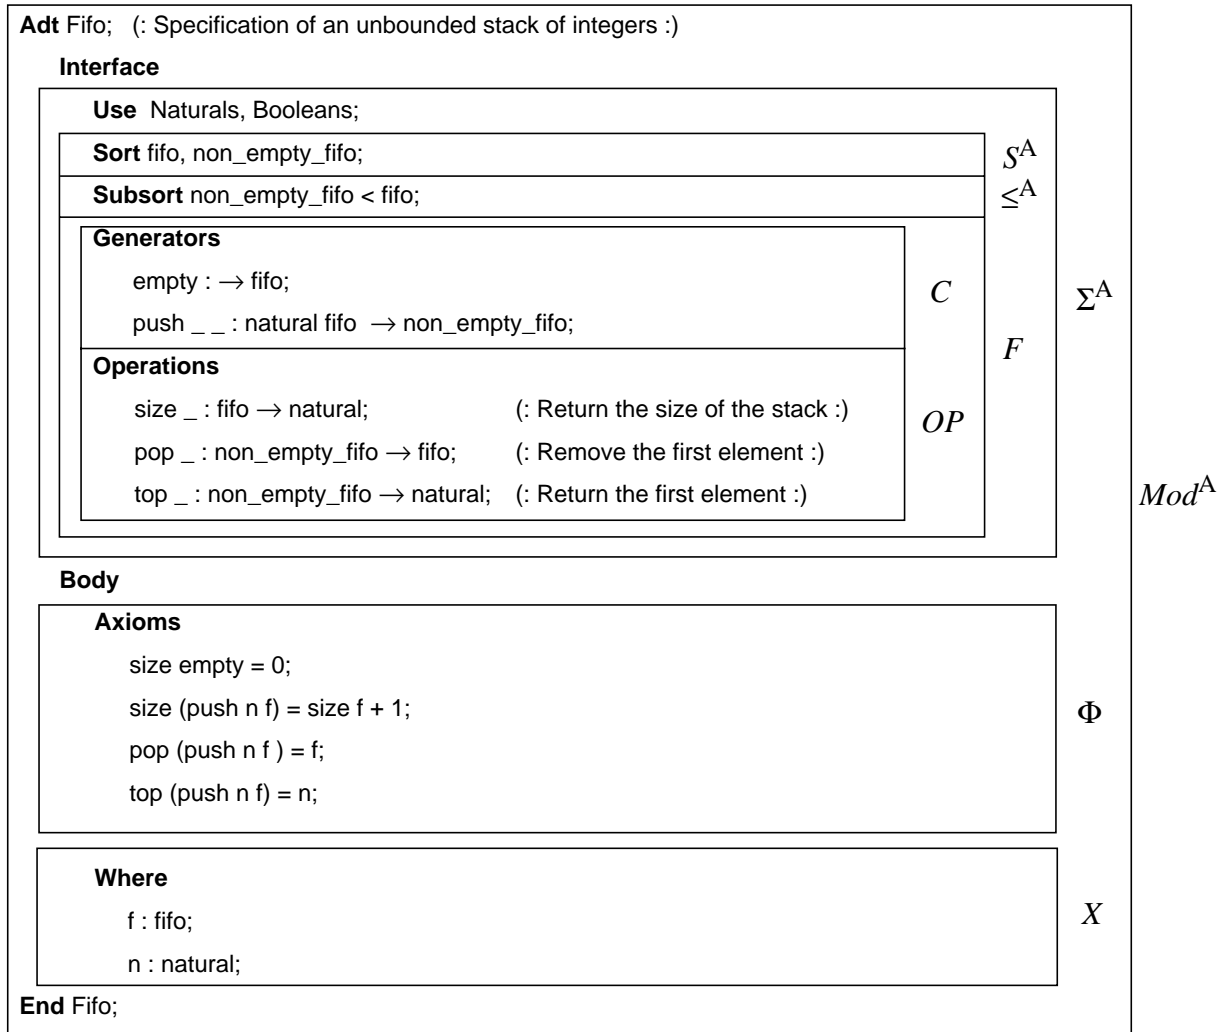 Adt Fifo; (: Specification of an unbounded stack of integers :)
Interface
Use Naturals, Booleans;
Sort fifo, non_empty_fifo; S^A
Subsort non_empty_fifo < fifo; ≤^A
Generators
empty : → fifo;
push _ _ : natural fifo → non_empty_fifo;
C
Σ^A
F
Operations
size _ : fifo → natural; (: Return the size of the stack :)
pop _ : non_empty_fifo → fifo; (: Remove the first element :)
top _ : non_empty_fifo → natural; (: Return the first element :)
OP
Mod^A
Body
Axioms
size empty = 0;
size (push n f) = size f + 1;
pop (push n f ) = f;
top (push n f) = n;
Φ
Where
f : fifo;
n : natural;
X
End Fifo;